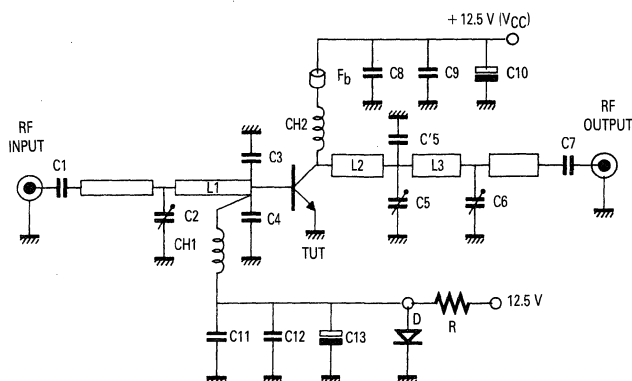 + 12.5 V (VCC)
Fb
C8
C9
C10
CH2
RF
INPUT
C1
C3
C'5
RF
OUTPUT
C7
L1
L2
L3
C2
C4
C5
C6
CH1
TUT
D
R
12.5 V
C11
C12
C13